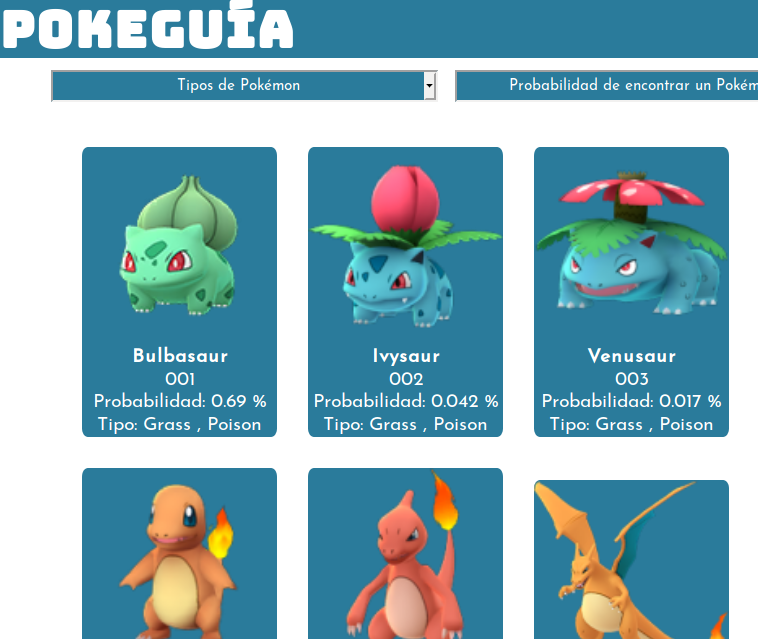 POKEGUÍA
Tipos de Pokémon
Probabilidad de encontrar un Pokém
Bulbasaur
001
Probabilidad: 0.69 %
Tipo: Grass , Poison
Ivysaur
002
Probabilidad: 0.042 %
Tipo: Grass , Poison
Venusaur
003
Probabilidad: 0.017 %
Tipo: Grass , Poison